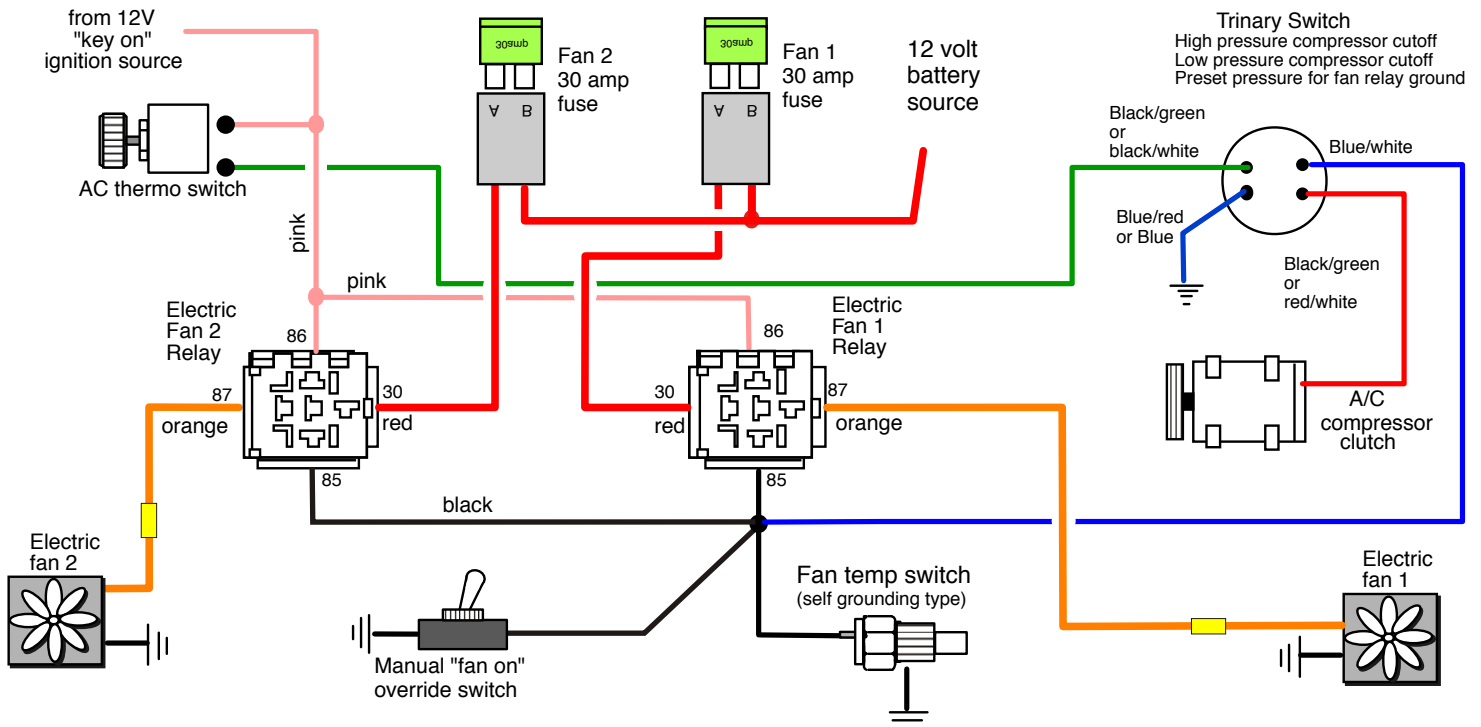 from 12V
"key on"
ignition source
30amp
Fan 2
30 amp
fuse
A B
30amp
Fan 1
30 amp
fuse
A B
12 volt
battery
source
Trinary Switch
High pressure compressor cutoff
Low pressure compressor cutoff
Preset pressure for fan relay ground
Black/green
or
black/white
Blue/white
Blue/red
or Blue
Black/green
or
red/white
AC thermo switch
pink
pink
Electric
Fan 2
Relay
86
87
orange
30
red
85
Electric
Fan 1
Relay
86
30
red
87
orange
85
black
A/C
compressor
clutch
Electric
fan 2
Manual "fan on"
override switch
Fan temp switch
(self grounding type)
Electric
fan 1